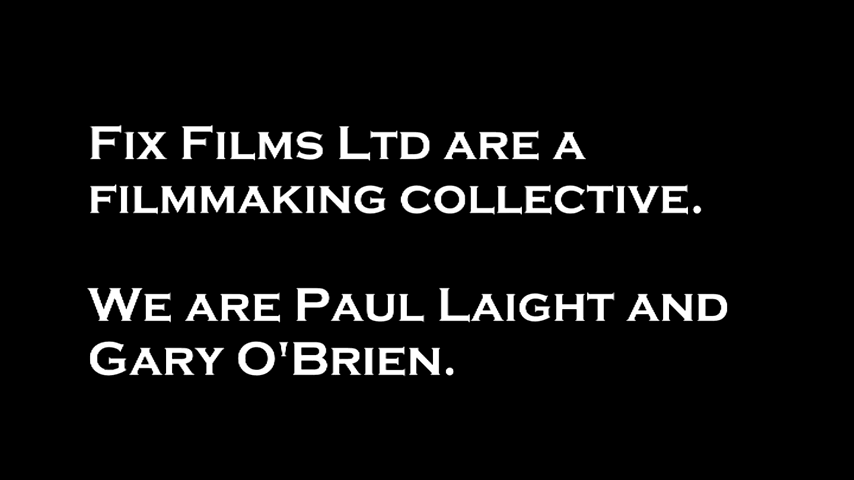 Fix Films Ltd are a
filmmaking collective.
We are Paul Laight and
Gary O'Brien.